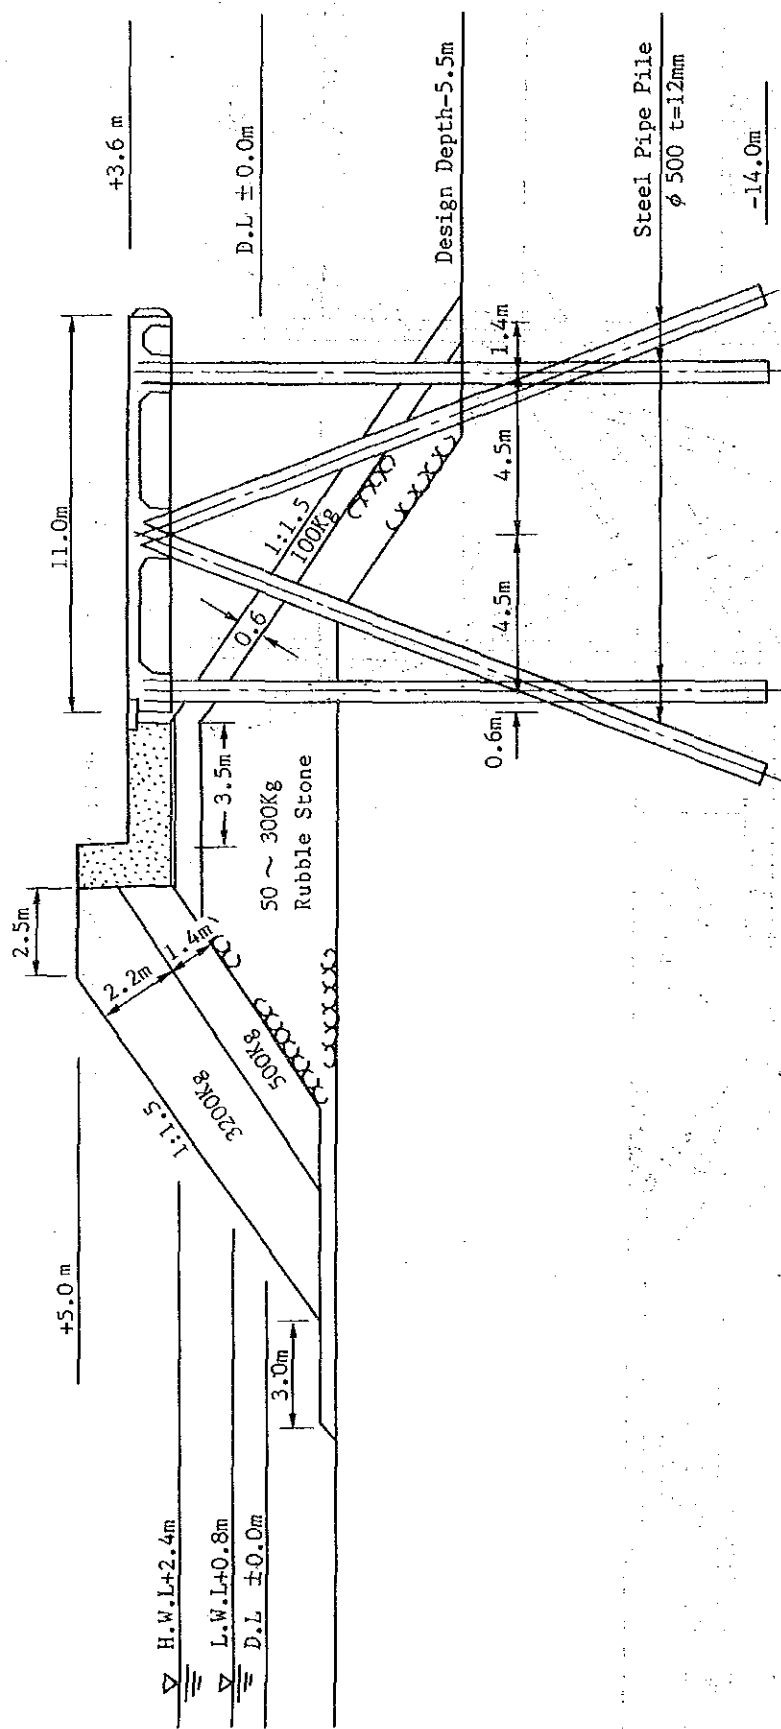 +3.6 m
D.L ±0.0m
Design Depth-5.5m
Steel Pipe Pile
φ 500 t=12mm
-14.0m
11.0m
1:1.5
100Kg
0.6
1.4m
4.5m
4.5m
0.6m
3.5m
50 ~ 300Kg
Rubble Stone
2.5m
2.2m
1.4m
500Kg
3200Kg
1:1.5
+5.0 m
3.0m
H.W.L+2.4m
L.W.L+0.8m
D.L ±0.0m